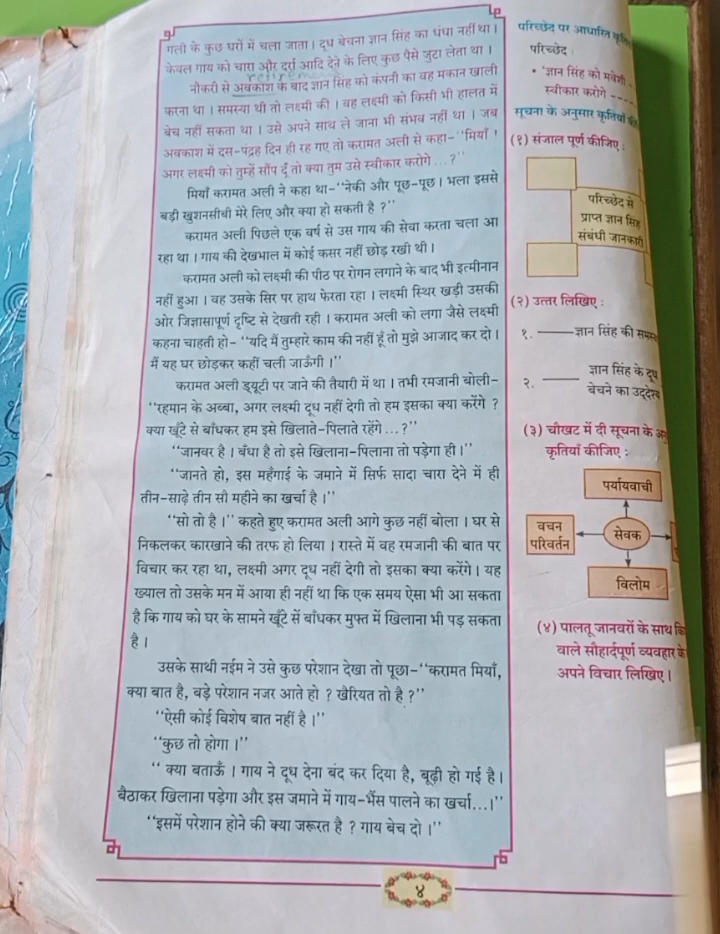 गली के कुछ घरों में चला जाता । दूध बेचना ज्ञान सिंह का धंधा नहीं था ।
केवल गाय को चारा और दर्रा आदि देने के लिए कुछ पैसे जुटा लेता था ।
retirement
नौकरी से अवकाश के बाद ज्ञान सिंह को कंपनी का वह मकान खाली
करना था । समस्या थी तो लक्ष्मी की । वह लक्ष्मी को किसी भी हालत में
बेच नहीं सकता था । उसे अपने साथ ले जाना भी संभव नहीं था । जब
अवकाश में दस-पंद्रह दिन ही रह गए तो करामत अली से कहा-‘‘मियाँ !
अगर लक्ष्मी को तुम्हें सौंप दूँ तो क्या तुम उसे स्वीकार करोगे ...?’’
मियाँ करामत अली ने कहा था-‘‘नेकी और पूछ-पूछ । भला इससे
बड़ी खुशनसीबी मेरे लिए और क्या हो सकती है ?’’
करामत अली पिछले एक वर्ष से उस गाय की सेवा करता चला आ
रहा था । गाय की देखभाल में कोई कसर नहीं छोड़ रखी थी ।
करामत अली को लक्ष्मी की पीठ पर रोगन लगाने के बाद भी इत्मीनान
नहीं हुआ । वह उसके सिर पर हाथ फेरता रहा । लक्ष्मी स्थिर खड़ी उसकी
ओर जिज्ञासापूर्ण दृष्टि से देखती रही । करामत अली को लगा जैसे लक्ष्मी
कहना चाहती हो- ‘‘यदि मैं तुम्हारे काम की नहीं हूँ तो मुझे आजाद कर दो ।
मैं यह घर छोड़कर कहीं चली जाऊँगी ।’’
करामत अली ड्यूटी पर जाने की तैयारी में था । तभी रमजानी बोली-
‘‘रहमान के अब्बा, अगर लक्ष्मी दूध नहीं देगी तो हम इसका क्या करेंगे ?
क्या खूँटे से बाँधकर हम इसे खिलाते-पिलाते रहेंगे ...?’’
‘‘जानवर है । बँधा है तो इसे खिलाना-पिलाना तो पड़ेगा ही ।’’
‘‘जानते हो, इस महँगाई के जमाने में सिर्फ सादा चारा देने में ही
तीन-साढ़े तीन सौ महीने का खर्चा है ।’’
‘‘सो तो है ।’’ कहते हुए करामत अली आगे कुछ नहीं बोला । घर से
निकलकर कारखाने की तरफ हो लिया । रास्ते में वह रमजानी की बात पर
विचार कर रहा था, लक्ष्मी अगर दूध नहीं देगी तो इसका क्या करेंगे । यह
ख्याल तो उसके मन में आया ही नहीं था कि एक समय ऐसा भी आ सकता
है कि गाय को घर के सामने खूँटे से बाँधकर मुफ्त में खिलाना भी पड़ सकता
है ।
उसके साथी नईम ने उसे कुछ परेशान देखा तो पूछा-‘‘करामत मियाँ,
क्या बात है, बड़े परेशान नजर आते हो ? खैरियत तो है ?’’
‘‘ऐसी कोई विशेष बात नहीं है ।’’
‘‘कुछ तो होगा ।’’
‘‘ क्या बताऊँ । गाय ने दूध देना बंद कर दिया है, बूढ़ी हो गई है ।
बैठाकर खिलाना पड़ेगा और इस जमाने में गाय-भैंस पालने का खर्चा...।’’
‘‘इसमें परेशान होने की क्या जरूरत है ? गाय बेच दो ।’’
४
परिच्छेद पर आधारित
परिच्छेद :
• ‘ज्ञान सिंह को मवेशी
स्वीकार करोगे ----
सूचना के अनुसार कृतियाँ
(१) संजाल पूर्ण कीजिए :
परिच्छेद से
प्राप्त ज्ञान सिंह
संबंधी जानकारी
(२) उत्तर लिखिए :
१. ——— ज्ञान सिंह की
२. ——— ज्ञान सिंह के दूध
बेचने का उद्देश्य
(३) चौखट में दी सूचना के
कृतियाँ कीजिए :
पर्यायवाची
वचन
परिवर्तन
सेवक
विलोम
(४) पालतू जानवरों के साथ
वाले सौहार्दपूर्ण व्यवहार के
अपने विचार लिखिए ।